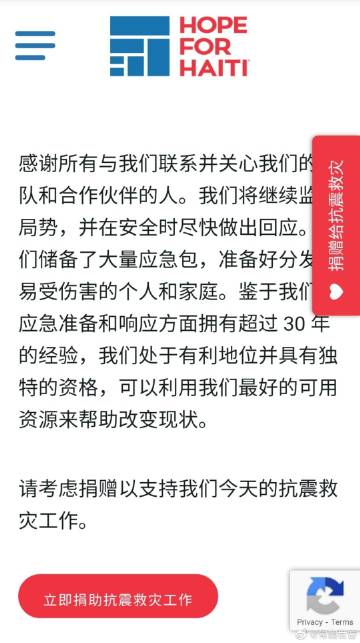 HOPE
FOR
HAITI
感谢所有与我们联系并关心我们的
队和合作伙伴的人。我们将继续监
局势，并在安全时尽快做出回应。
们储备了大量应急包，准备好分发
易受伤害的个人和家庭。鉴于我们
应急准备和响应方面拥有超过 30 年
的经验，我们处于有利地位并具有独
特的资格，可以利用我们最好的可用
资源来帮助改变现状。
捐赠给抗震救灾
请考虑捐赠以支持我们今天的抗震救
灾工作。
立即捐助抗震救灾工作
Privacy - Terms